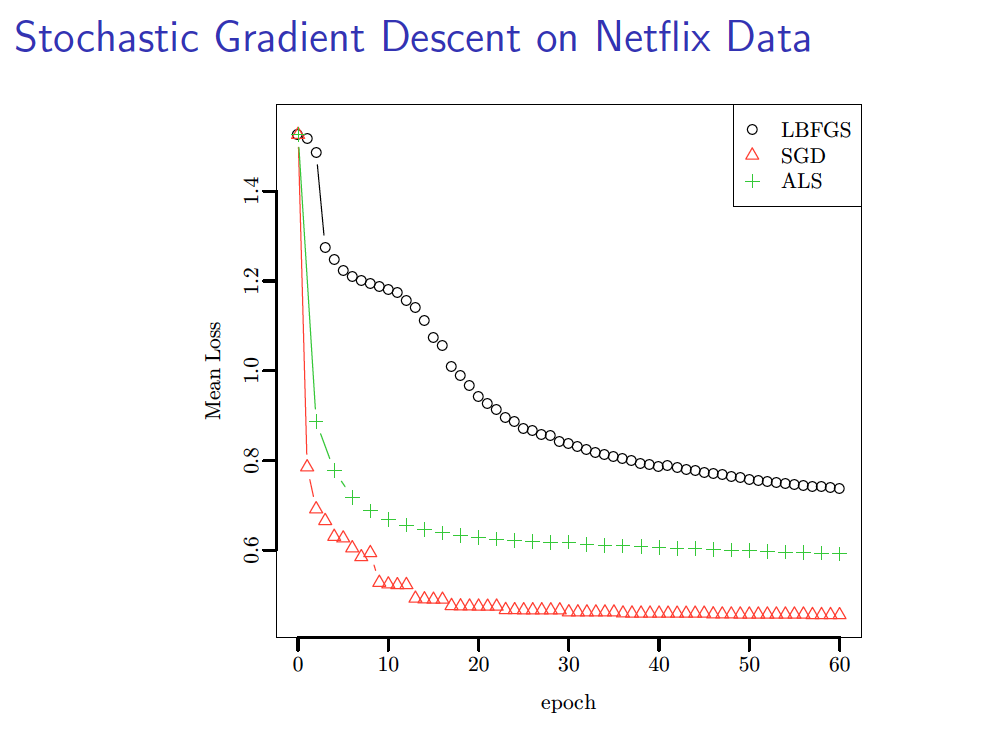 Stochastic Gradient Descent on Netflix Data
LBFGS
SGD
ALS
Mean Loss
1.4
1.2
1.0
0.8
0.6
0 10 20 30 40 50 60
epoch